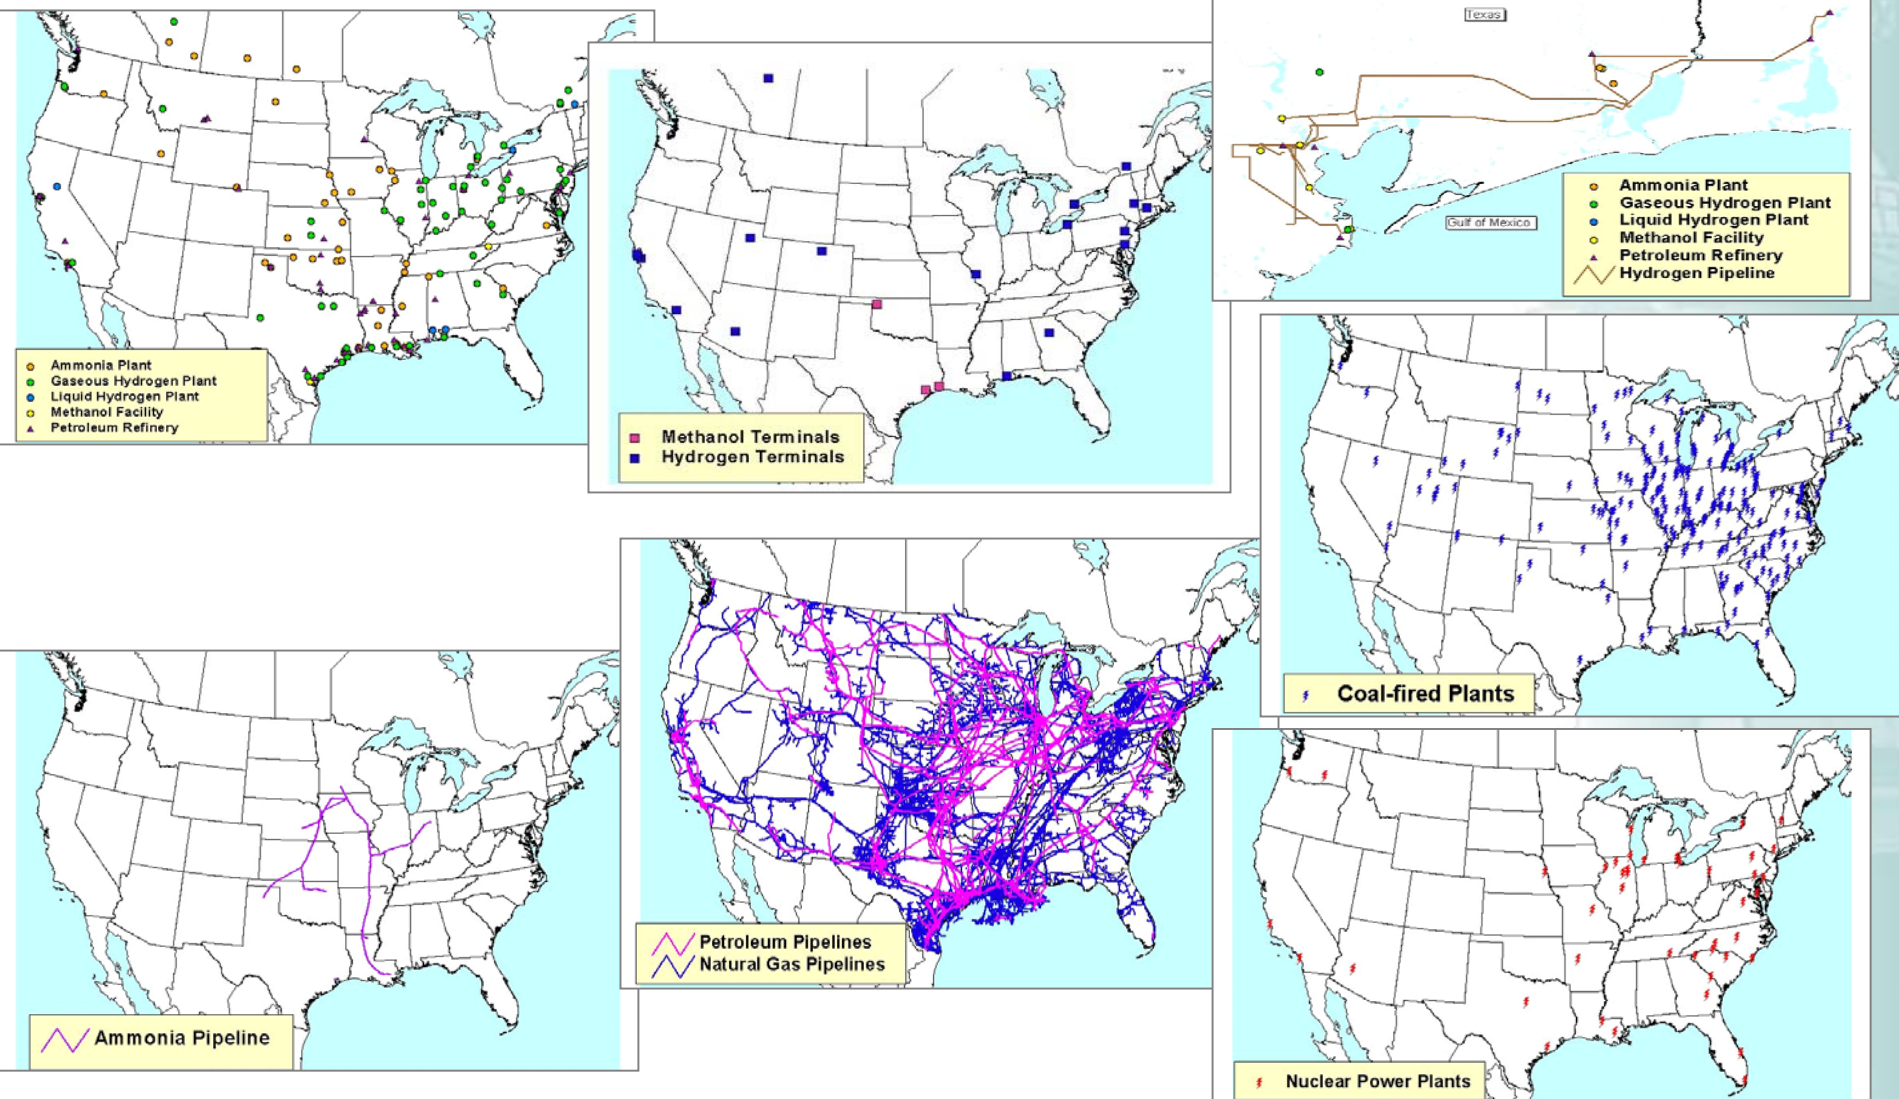 Ammonia Plant
Gaseous Hydrogen Plant
Liquid Hydrogen Plant
Methanol Facility
Petroleum Refinery
Methanol Terminals
Hydrogen Terminals
Texas
Gulf of Mexico
Ammonia Plant
Gaseous Hydrogen Plant
Liquid Hydrogen Plant
Methanol Facility
Petroleum Refinery
Hydrogen Pipeline
Coal-fired Plants
Ammonia Pipeline
Petroleum Pipelines
Natural Gas Pipelines
Nuclear Power Plants